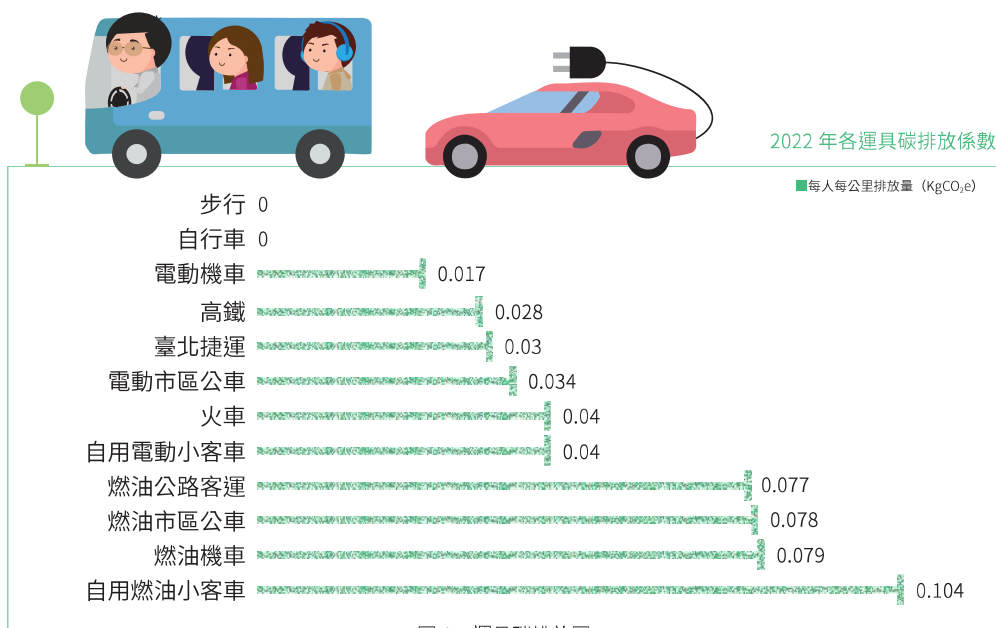 2022 年各運具碳排放係數
每人每公里排放量（KgCO₂e）
步行 0
自行車 0
電動機車 0.017
高鐵 0.028
臺北捷運 0.03
電動市區公車 0.034
火車 0.04
自用電動小客車 0.04
燃油公路客運 0.077
燃油市區公車 0.078
燃油機車 0.079
自用燃油小客車 0.104